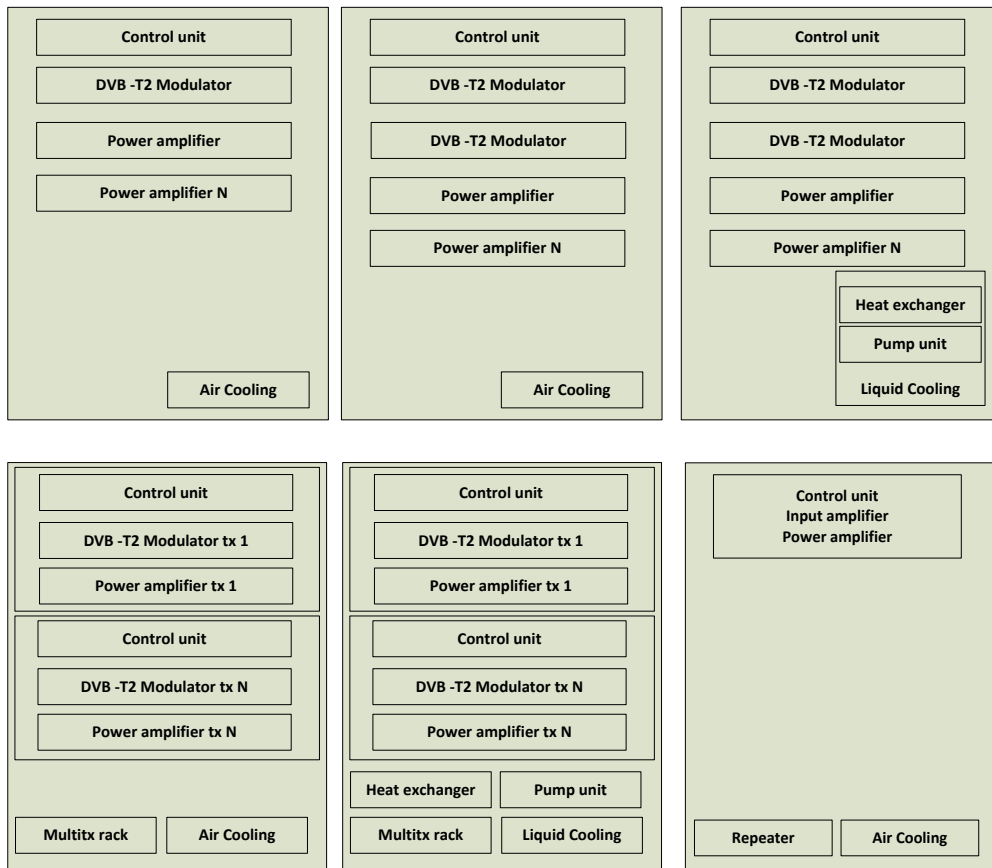 Control unit
DVB -T2 Modulator
Power amplifier
Power amplifier N
Air Cooling
Control unit
DVB -T2 Modulator
DVB -T2 Modulator
Power amplifier
Power amplifier N
Air Cooling
Control unit
DVB -T2 Modulator
DVB -T2 Modulator
Power amplifier
Power amplifier N
Heat exchanger
Pump unit
Liquid Cooling
Control unit
DVB -T2 Modulator tx 1
Power amplifier tx 1
Control unit
DVB -T2 Modulator tx N
Power amplifier tx N
Multitx rack
Air Cooling
Control unit
DVB -T2 Modulator tx 1
Power amplifier tx 1
Control unit
DVB -T2 Modulator tx N
Power amplifier tx N
Heat exchanger
Pump unit
Multitx rack
Liquid Cooling
Control unit
Input amplifier
Power amplifier
Repeater
Air Cooling